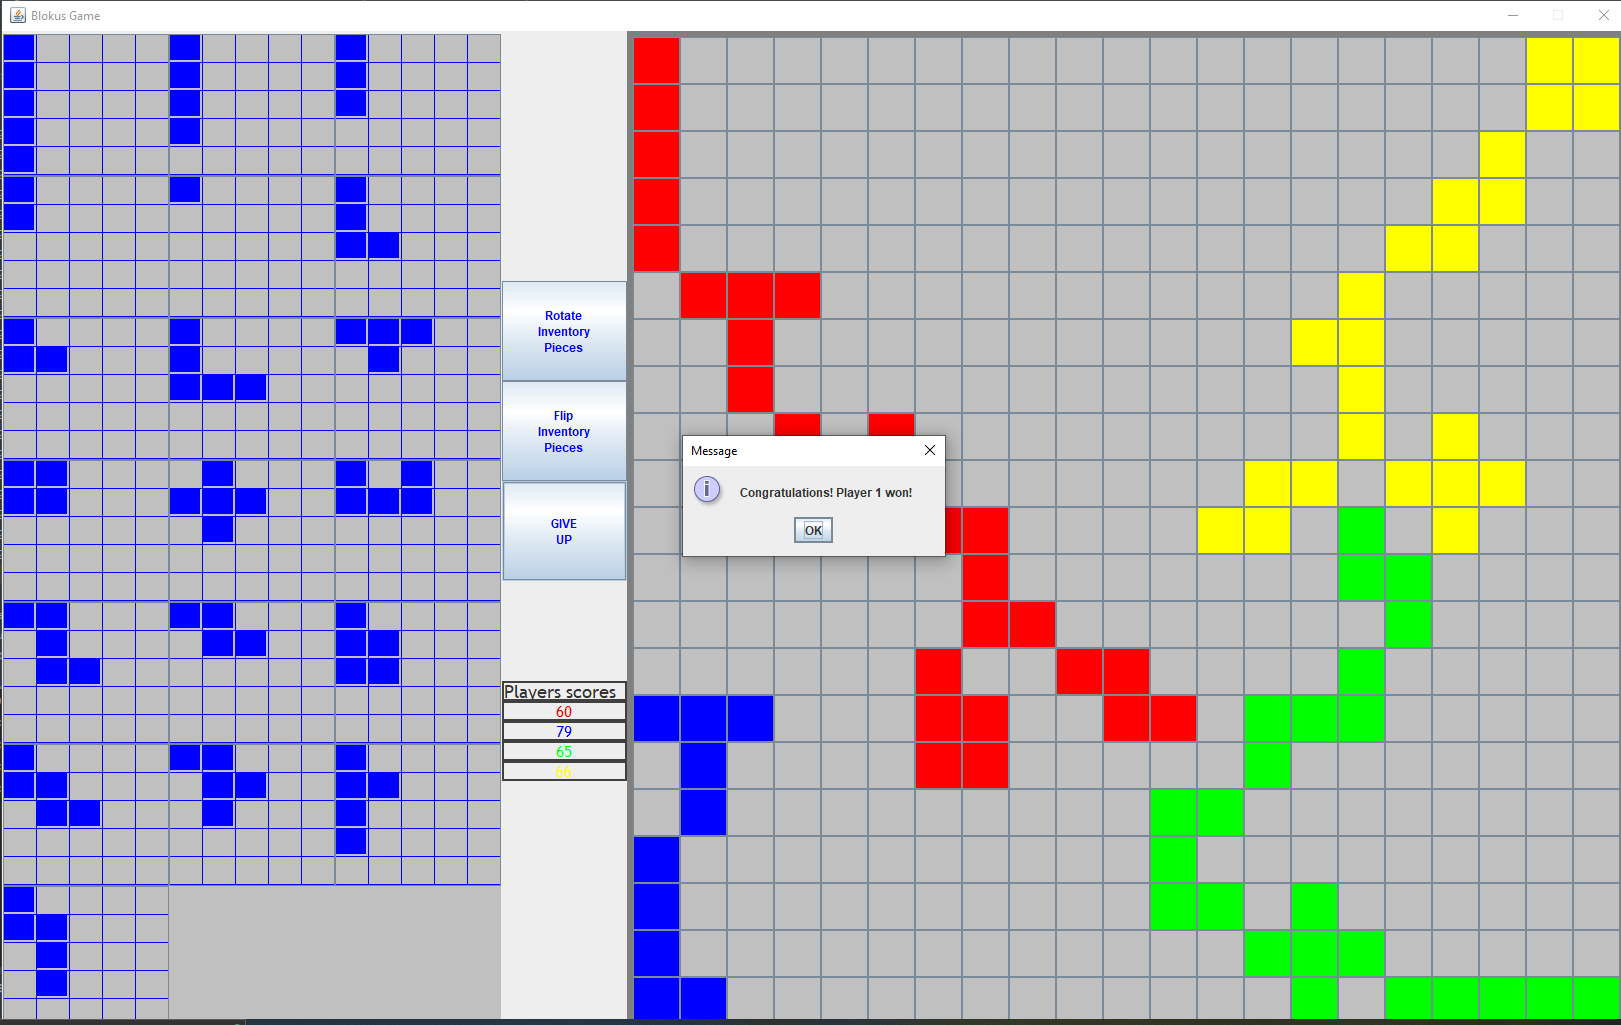 Blokus Game
Rotate
Inventory
Pieces
Flip
Inventory
Pieces
GIVE
UP
Players scores
60
79
65
66
Message
Congratulations! Player 1 won!
OK